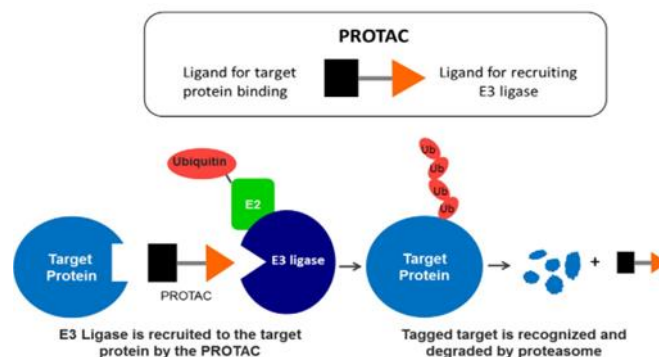 PROTAC
Ligand for target
protein binding
Ligand for recruiting
E3 ligase
Ubiquitin
E2
Target
Protein
PROTAC
E3 ligase
Ub
Ub
Ub
Ub
Target
Protein
+
E3 Ligase is recruited to the target
protein by the PROTAC
Tagged target is recognized and
degraded by proteasome